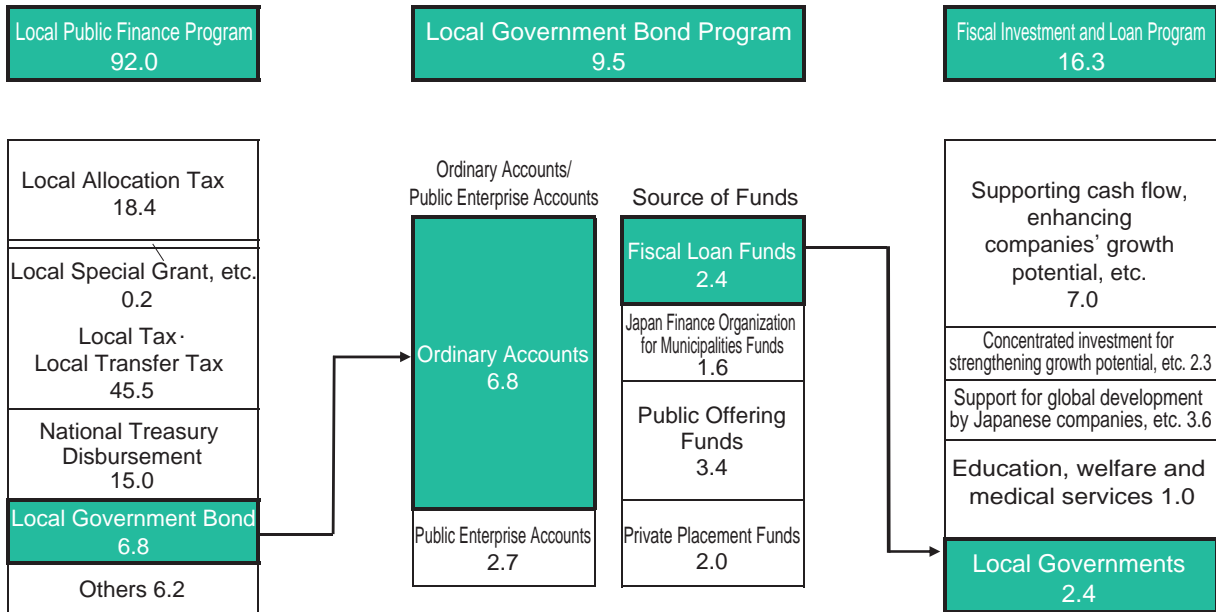 Local Public Finance Program
92.0
Local Government Bond Program
9.5
Fiscal Investment and Loan Program
16.3
Local Allocation Tax
18.4
Local Special Grant, etc.
0.2
Local Tax·
Local Transfer Tax
45.5
National Treasury
Disbursement
15.0
Local Government Bond
6.8
Others 6.2
Ordinary Accounts/
Public Enterprise Accounts
Ordinary Accounts
6.8
Public Enterprise Accounts
2.7
Source of Funds
Fiscal Loan Funds
2.4
Japan Finance Organization
for Municipalities Funds
1.6
Public Offering
Funds
3.4
Private Placement Funds
2.0
Supporting cash flow,
enhancing
companies' growth
potential, etc.
7.0
Concentrated investment for
strengthening growth potential, etc. 2.3
Support for global development
by Japanese companies, etc. 3.6
Education, welfare and
medical services 1.0
Local Governments
2.4